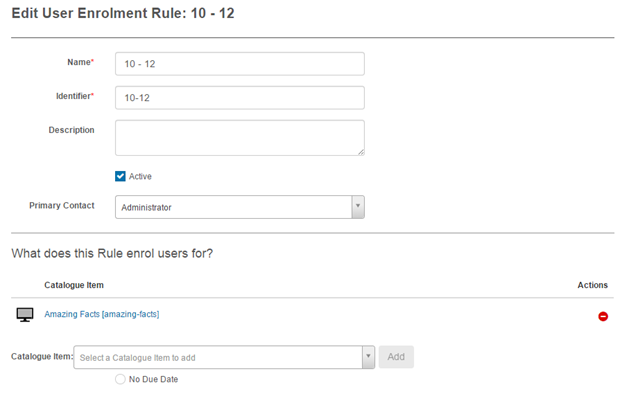 Edit User Enrolment Rule: 10 - 12
Name* 10 - 12
Identifier* 10-12
Description
Active
Primary Contact Administrator
What does this Rule enrol users for?
Catalogue Item Actions
Amazing Facts [amazing-facts]
Catalogue Item: Select a Catalogue Item to add Add
No Due Date